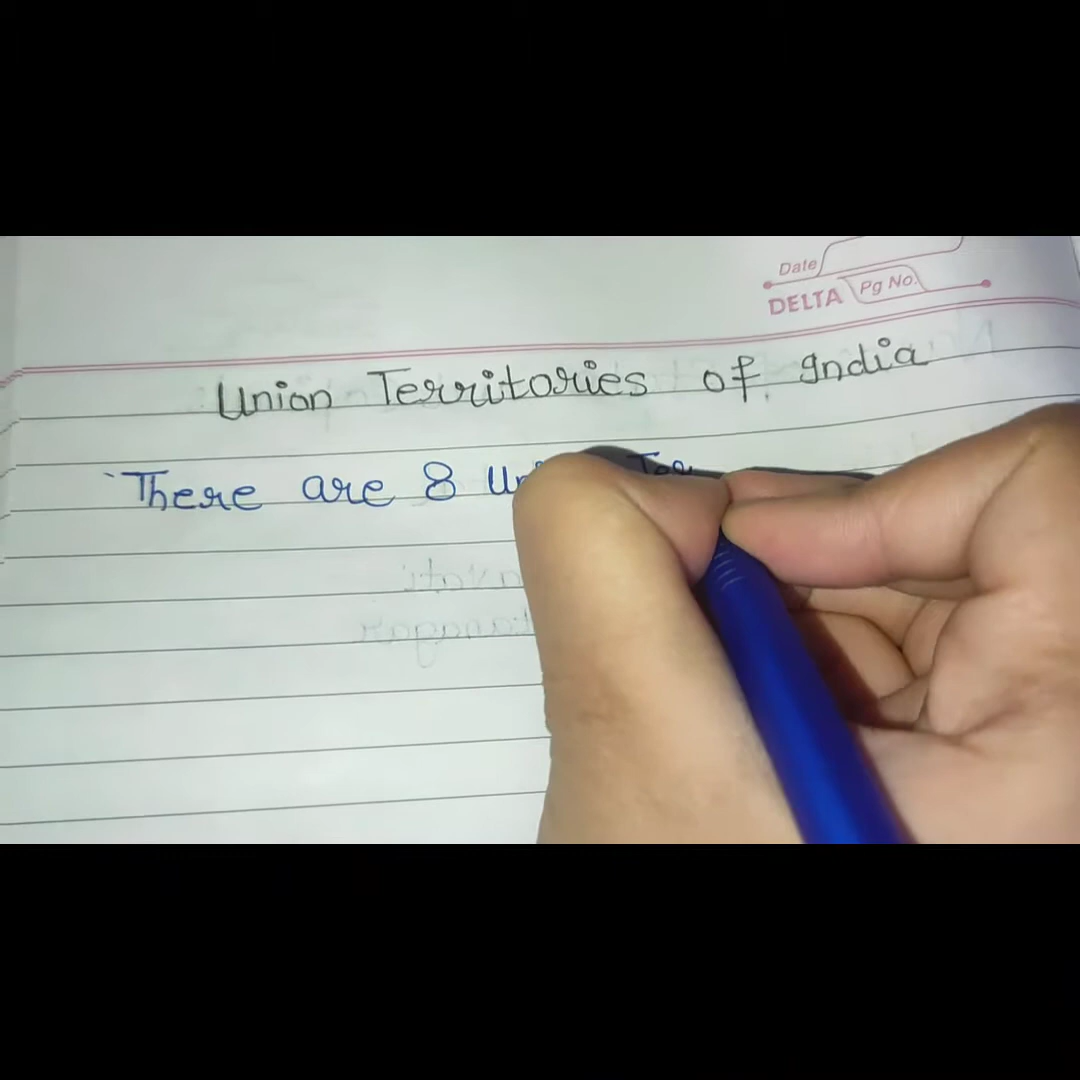 Date
DELTA Pg No.
Union Territories of India
There are 8